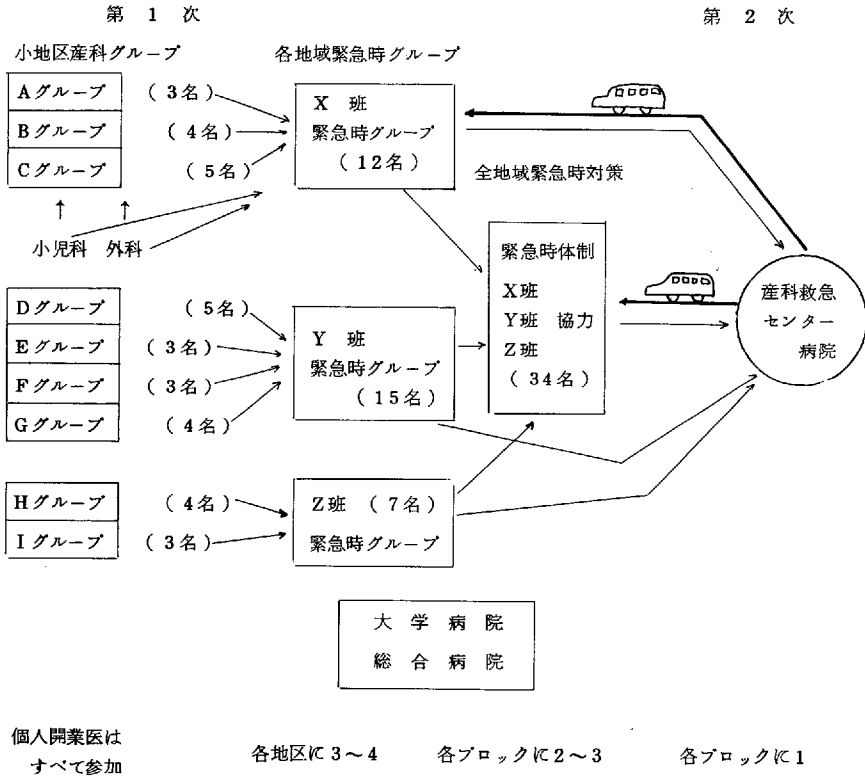 第 1 次
第 2 次
小地区産科グループ
各地域緊急時グループ
Aグループ (3名)
Bグループ (4名)
Cグループ (5名)
X 班
緊急時グループ
(12名)
小児科 外科
全地域緊急時対策
Dグループ (5名)
Eグループ (3名)
Fグループ (3名)
Gグループ (4名)
Y 班
緊急時グループ
(15名)
緊急時体制
X班
Y班 協力
Z班
(34名)
産科救急
センター
病院
Hグループ (4名)
Iグループ (3名)
Z班 (7名)
緊急時グループ
大学病院
総合病院
個人開業医は
すべて参加
各地区に3~4
各ブロックに2~3
各ブロックに1